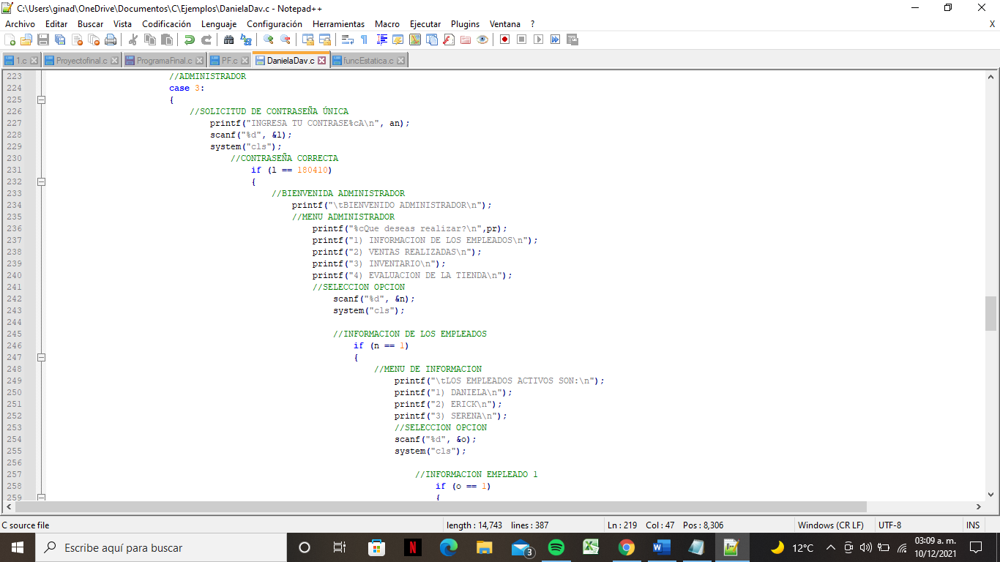 C:\Users\ginad\OneDrive\Documentos\C\Ejemplos\DanielaDav.c - Notepad++
Archivo Editar Buscar Vista Codificación Lenguaje Configuración Herramientas Macro Ejecutar Plugins Ventana ? X
1.c Proyectofinal.c ProgramaFinal.c PF.c DanielaDav.c funcEstatica.c
223 //ADMINISTRADOR
224 case 3:
225 {
226 //SOLICITUD DE CONTRASEÑA ÚNICA
227 printf("INGRESA TU CONTRASE%cA\n", an);
228 scanf("%d", &l);
229 system("cls");
230 //CONTRASEÑA CORRECTA
231 if (l == 180410)
232 {
233 //BIENVENIDA ADMINISTRADOR
234 printf("\tBIENVENIDO ADMINISTRADOR\n");
235 //MENU ADMINISTRADOR
236 printf("%cQue deseas realizar?\n",pr);
237 printf("1) INFORMACION DE LOS EMPLEADOS\n");
238 printf("2) VENTAS REALIZADAS\n");
239 printf("3) INVENTARIO\n");
240 printf("4) EVALUACION DE LA TIENDA\n");
241 //SELECCION OPCION
242 scanf("%d", &n);
243 system("cls");
244
245 //INFORMACION DE LOS EMPLEADOS
246 if (n == 1)
247 {
248 //MENU DE INFORMACION
249 printf("\tLOS EMPLEADOS ACTIVOS SON:\n");
250 printf("1) DANIELA\n");
251 printf("2) ERICK\n");
252 printf("3) SERENA\n");
253 //SELECCION OPCION
254 scanf("%d", &o);
255 system("cls");
256
257 //INFORMACION EMPLEADO 1
258 if (o == 1)
259 {
C source file length : 14,743 lines : 387 Ln : 219 Col : 47 Pos : 8,306 Windows (CR LF) UTF-8 INS
Escribe aquí para buscar 3 12°C 03:09 a. m.
10/12/2021